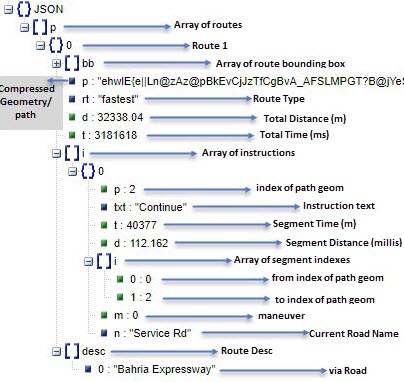 JSON
[ ] p Array of routes
{ } 0 Route 1
[ ] bb Array of route bounding box
Compressed Geometry/ path
p : "ehwlE{e||Ln@zAz@pBkEvCjJzTfCgBvA_AFSLMPGT?B@jYeS
rt : "fastest" Route Type
d : 32338.04 Total Distance (m)
t : 3181618 Total Time (ms)
[ ] i Array of instructions
{ } 0
p : 2 index of path geom
txt : "Continue" Instruction text
t : 40377 Segment Time (m)
d : 112.162 Segment Distance (millis)
[ ] i Array of segment indexes
0 : 0 from index of path geom
1 : 2 to index of path geom
m : 0 maneuver
n : "Service Rd" Current Road Name
[ ] desc Route Desc
0 : "Bahria Expressway" via Road